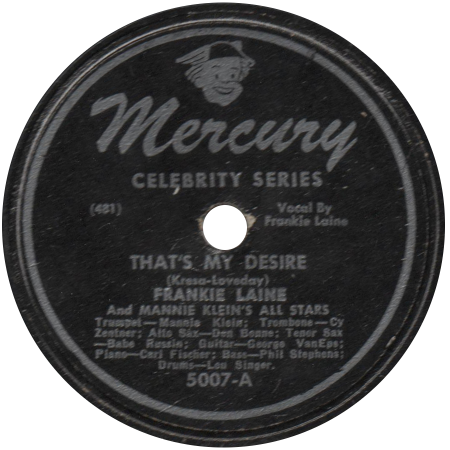 Mercury
CELEBRITY SERIES
(481)
Vocal By
Frankie Laine
THAT'S MY DESIRE
(Kresa-Loveday)
FRANKIE LAINE
And MANNIE KLEIN'S ALL STARS
Trumpet—Mannie Klein; Trombone—Cy
Zentner; Alto Sax—Don Bonne; Tenor Sax
—Babe Russin; Guitar—George VanEps;
Piano—Carl Fischer; Bass—Phil Stephens;
Drums—Lou Singer.
5007-A